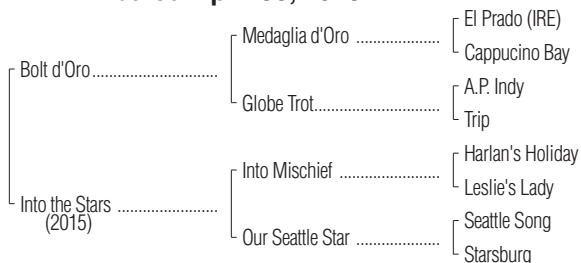 El Prado (IRE)
Medaglia d'Oro
Cappucino Bay
Bolt d'Oro
A.P. Indy
Globe Trot
Trip
Harlan's Holiday
Into Mischief
Leslie's Lady
Into the Stars
(2015)
Seattle Song
Our Seattle Star
Starsburg